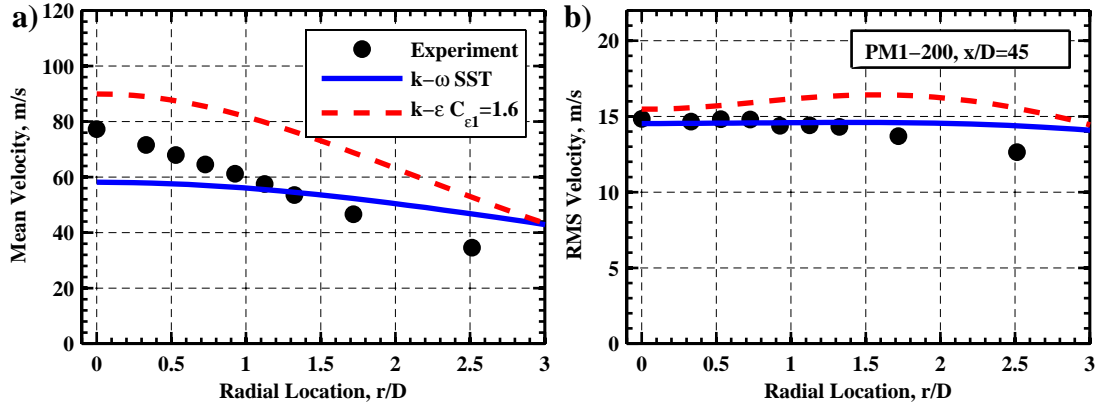 a)
120
100
80
60
40
20
0
Mean Velocity, m/s
Experiment
k−ω SST
k−ε Cε1=1.6
0 0.5 1 1.5 2 2.5 3
Radial Location, r/D
b)
20
15
10
5
0
RMS Velocity, m/s
PM1−200, x/D=45
0 0.5 1 1.5 2 2.5 3
Radial Location, r/D